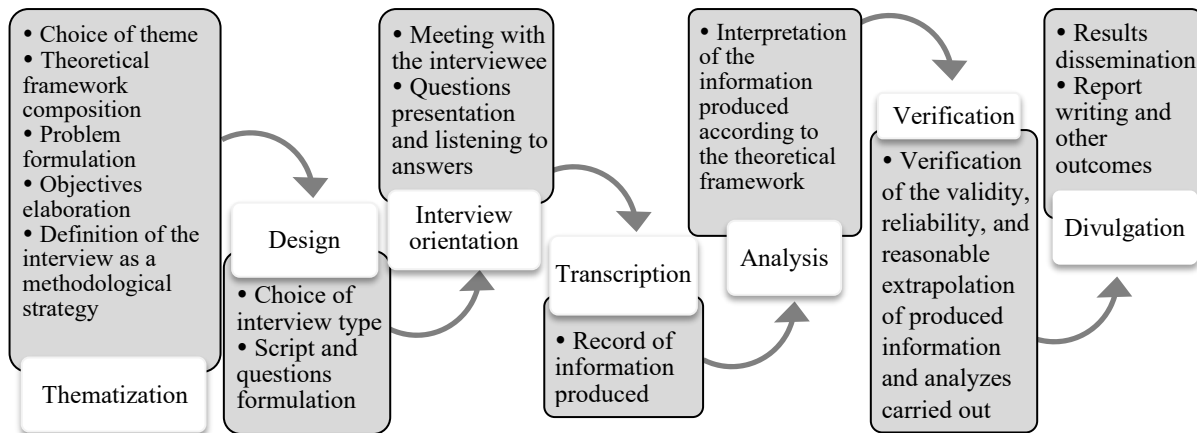 • Choice of theme
• Theoretical
framework
composition
• Problem
formulation
• Objectives
elaboration
• Definition of the
interview as a
methodological
strategy
Thematization
Design
• Choice of
interview type
• Script and
questions
formulation
• Meeting with
the interviewee
• Questions
presentation
and listening to
answers
Interview
orientation
Transcription
• Record of
information
produced
• Interpretation
of the
information
produced
according to
the theoretical
framework
Analysis
Verification
• Verification
of the validity,
reliability, and
reasonable
extrapolation
of produced
information
and analyzes
carried out
• Results
dissemination
• Report
writing and
other
outcomes
Divulgation